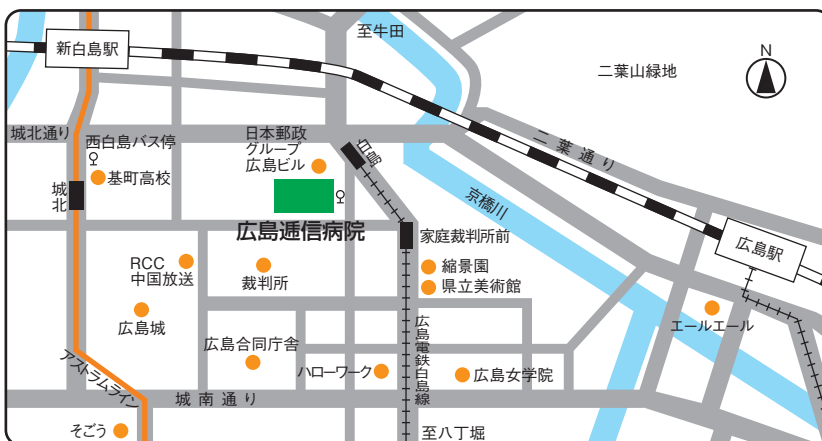 至牛田
新白島駅
二葉山緑地
N
城北通り
西白島バス停
日本郵政
グループ
広島ビル
白島
二葉通り
基町高校
城北
京橋川
広島逓信病院
家庭裁判所前
広島駅
RCC
中国放送
裁判所
縮景園
県立美術館
広島城
エールエール
広島合同庁舎
広島電鉄白島線
アストラムライン
ハローワーク
広島女学院
城南通り
そごう
至八丁堀